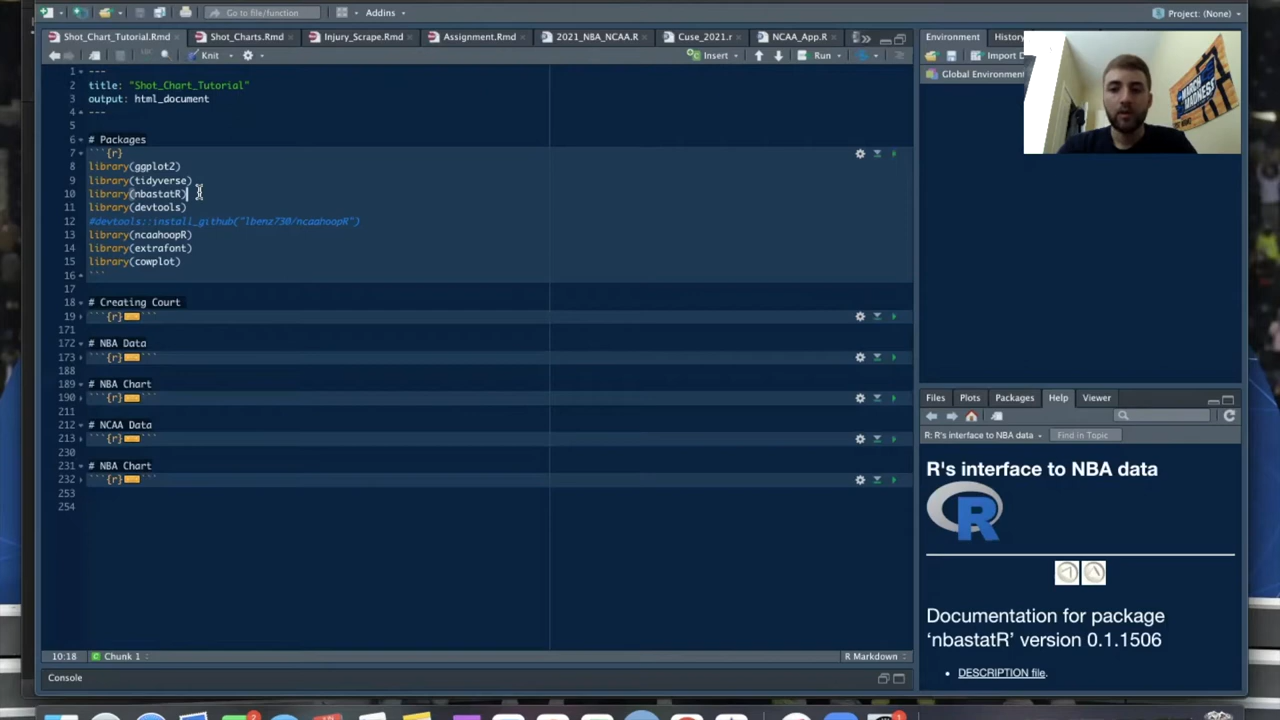 Go to file/function
Addins
Project: (None)
Shot_Chart_Tutorial.Rmd
Shot_Charts.Rmd
Injury_Scrape.Rmd
Assignment.Rmd
2021_NBA_NCAA.R
Cuse_2021.r
NCAA_App.R
Environment
History
Knit
Insert
Run
Import D
Global Environment
MARCH
MADNESS
1 ---
2 title: "Shot_Chart_Tutorial"
3 output: html_document
4 ---
5
6 # Packages
7 ```{r}
8 library(ggplot2)
9 library(tidyverse)
10 library(nbastatR)
11 library(devtools)
12 #devtools::install_github("lbenz730/ncaahoopR")
13 library(ncaahoopR)
14 library(extrafont)
15 library(cowplot)
16 ```
17
18 # Creating Court
19 ```{r} ```
171
172 # NBA Data
173 ```{r} ```
188
189 # NBA Chart
190 ```{r} ```
211
212 # NCAA Data
213 ```{r} ```
230
231 # NBA Chart
232 ```{r} ```
253
254
10:18
Chunk 1
R Markdown
Console
Files
Plots
Packages
Help
Viewer
R: R's interface to NBA data
Find in Topic
R's interface to NBA data
R
Documentation for package
‘nbastatR’ version 0.1.1506
• DESCRIPTION file.